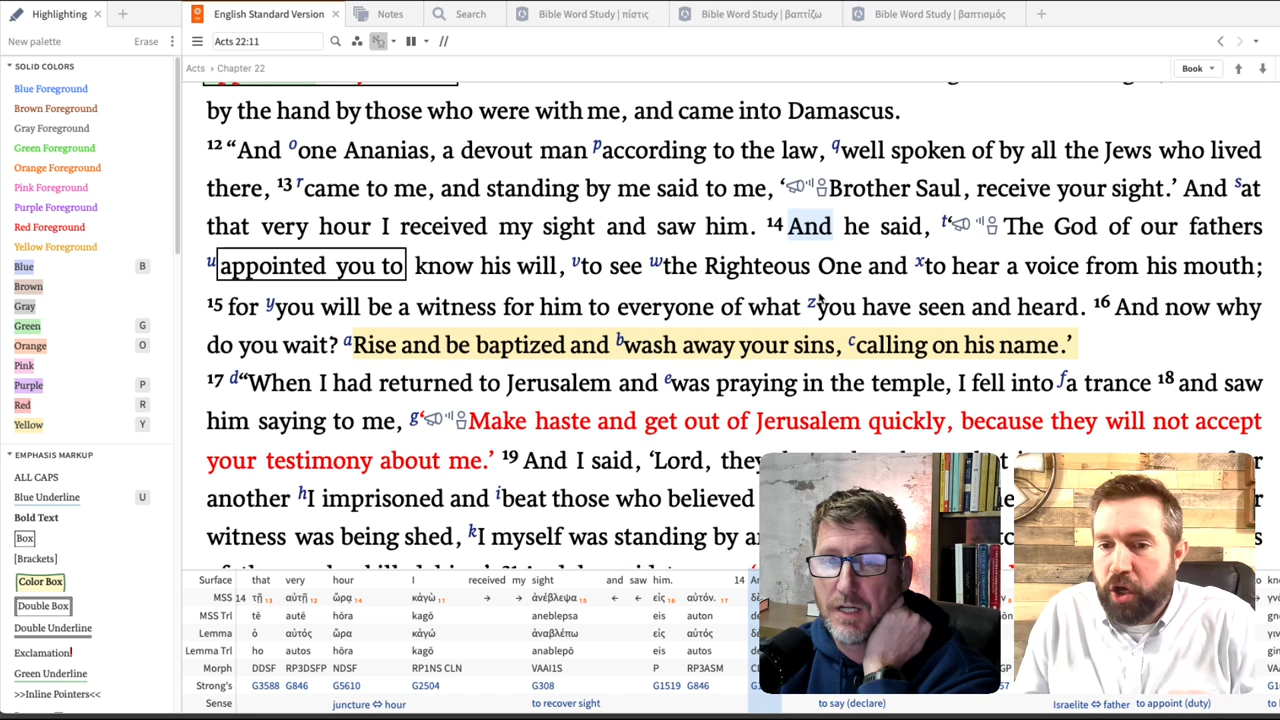 Highlighting
English Standard Version
Notes
Search
Bible Word Study | πίστις
Bible Word Study | βαπτίζω
Bible Word Study | βαπτισμός
New palette Erase
Acts 22:11
Acts › Chapter 22
Book
SOLID COLORS
Blue Foreground
Brown Foreground
Gray Foreground
Green Foreground
Orange Foreground
Pink Foreground
Purple Foreground
Red Foreground
Yellow Foreground
Blue B
Brown
Gray
Green G
Orange O
Pink
Purple P
Red R
Yellow Y
EMPHASIS MARKUP
ALL CAPS
Blue Underline U
Bold Text
Box
[Brackets]
Color Box
Double Box
Double Underline
Exclamation!
Green Underline
>>Inline Pointers<<
by the hand by those who were with me, and came into Damascus.
12 “And o one Ananias, a devout man p according to the law, q well spoken of by all the Jews who lived
there, 13 r came to me, and standing by me said to me, ‘Brother Saul, receive your sight.’ And s at
that very hour I received my sight and saw him. 14 And he said, t ‘The God of our fathers
u appointed you to know his will, v to see w the Righteous One and x to hear a voice from his mouth;
15 for y you will be a witness for him to everyone of what z you have seen and heard. 16 And now why
do you wait? a Rise and be baptized and b wash away your sins, c calling on his name.’
17 d “When I had returned to Jerusalem and e was praying in the temple, I fell into f a trance 18 and saw
him saying to me, g ‘Make haste and get out of Jerusalem quickly, because they will not accept
your testimony about me.’ 19 And I said, ‘Lord, they
another h I imprisoned and i beat those who believed
witness was being shed, k I myself was standing by
Surface that very hour I received my sight and saw him. 14
MSS 14 τῇ 13 αὐτῇ 12 ὥρᾳ 14 κἀγὼ 11 → → ἀνέβλεψα 15 ← ← εἰς 16 αὐτόν. 17
MSS Trl tē autē hōra kagō aneblepsa eis auton
Lemma ὁ αὐτός ὥρα κἀγώ ἀναβλέπω εἰς αὐτός
Lemma Trl ho autos hōra kagō anablepō eis autos
Morph DDSF RP3DSFP NDSF RP1NS CLN VAAI1S P RP3ASM
Strong's G3588 G846 G5610 G2504 G308 G1519 G846
Sense juncture ⇔ hour to recover sight to say (declare) Israelite ⇔ father to appoint (duty)